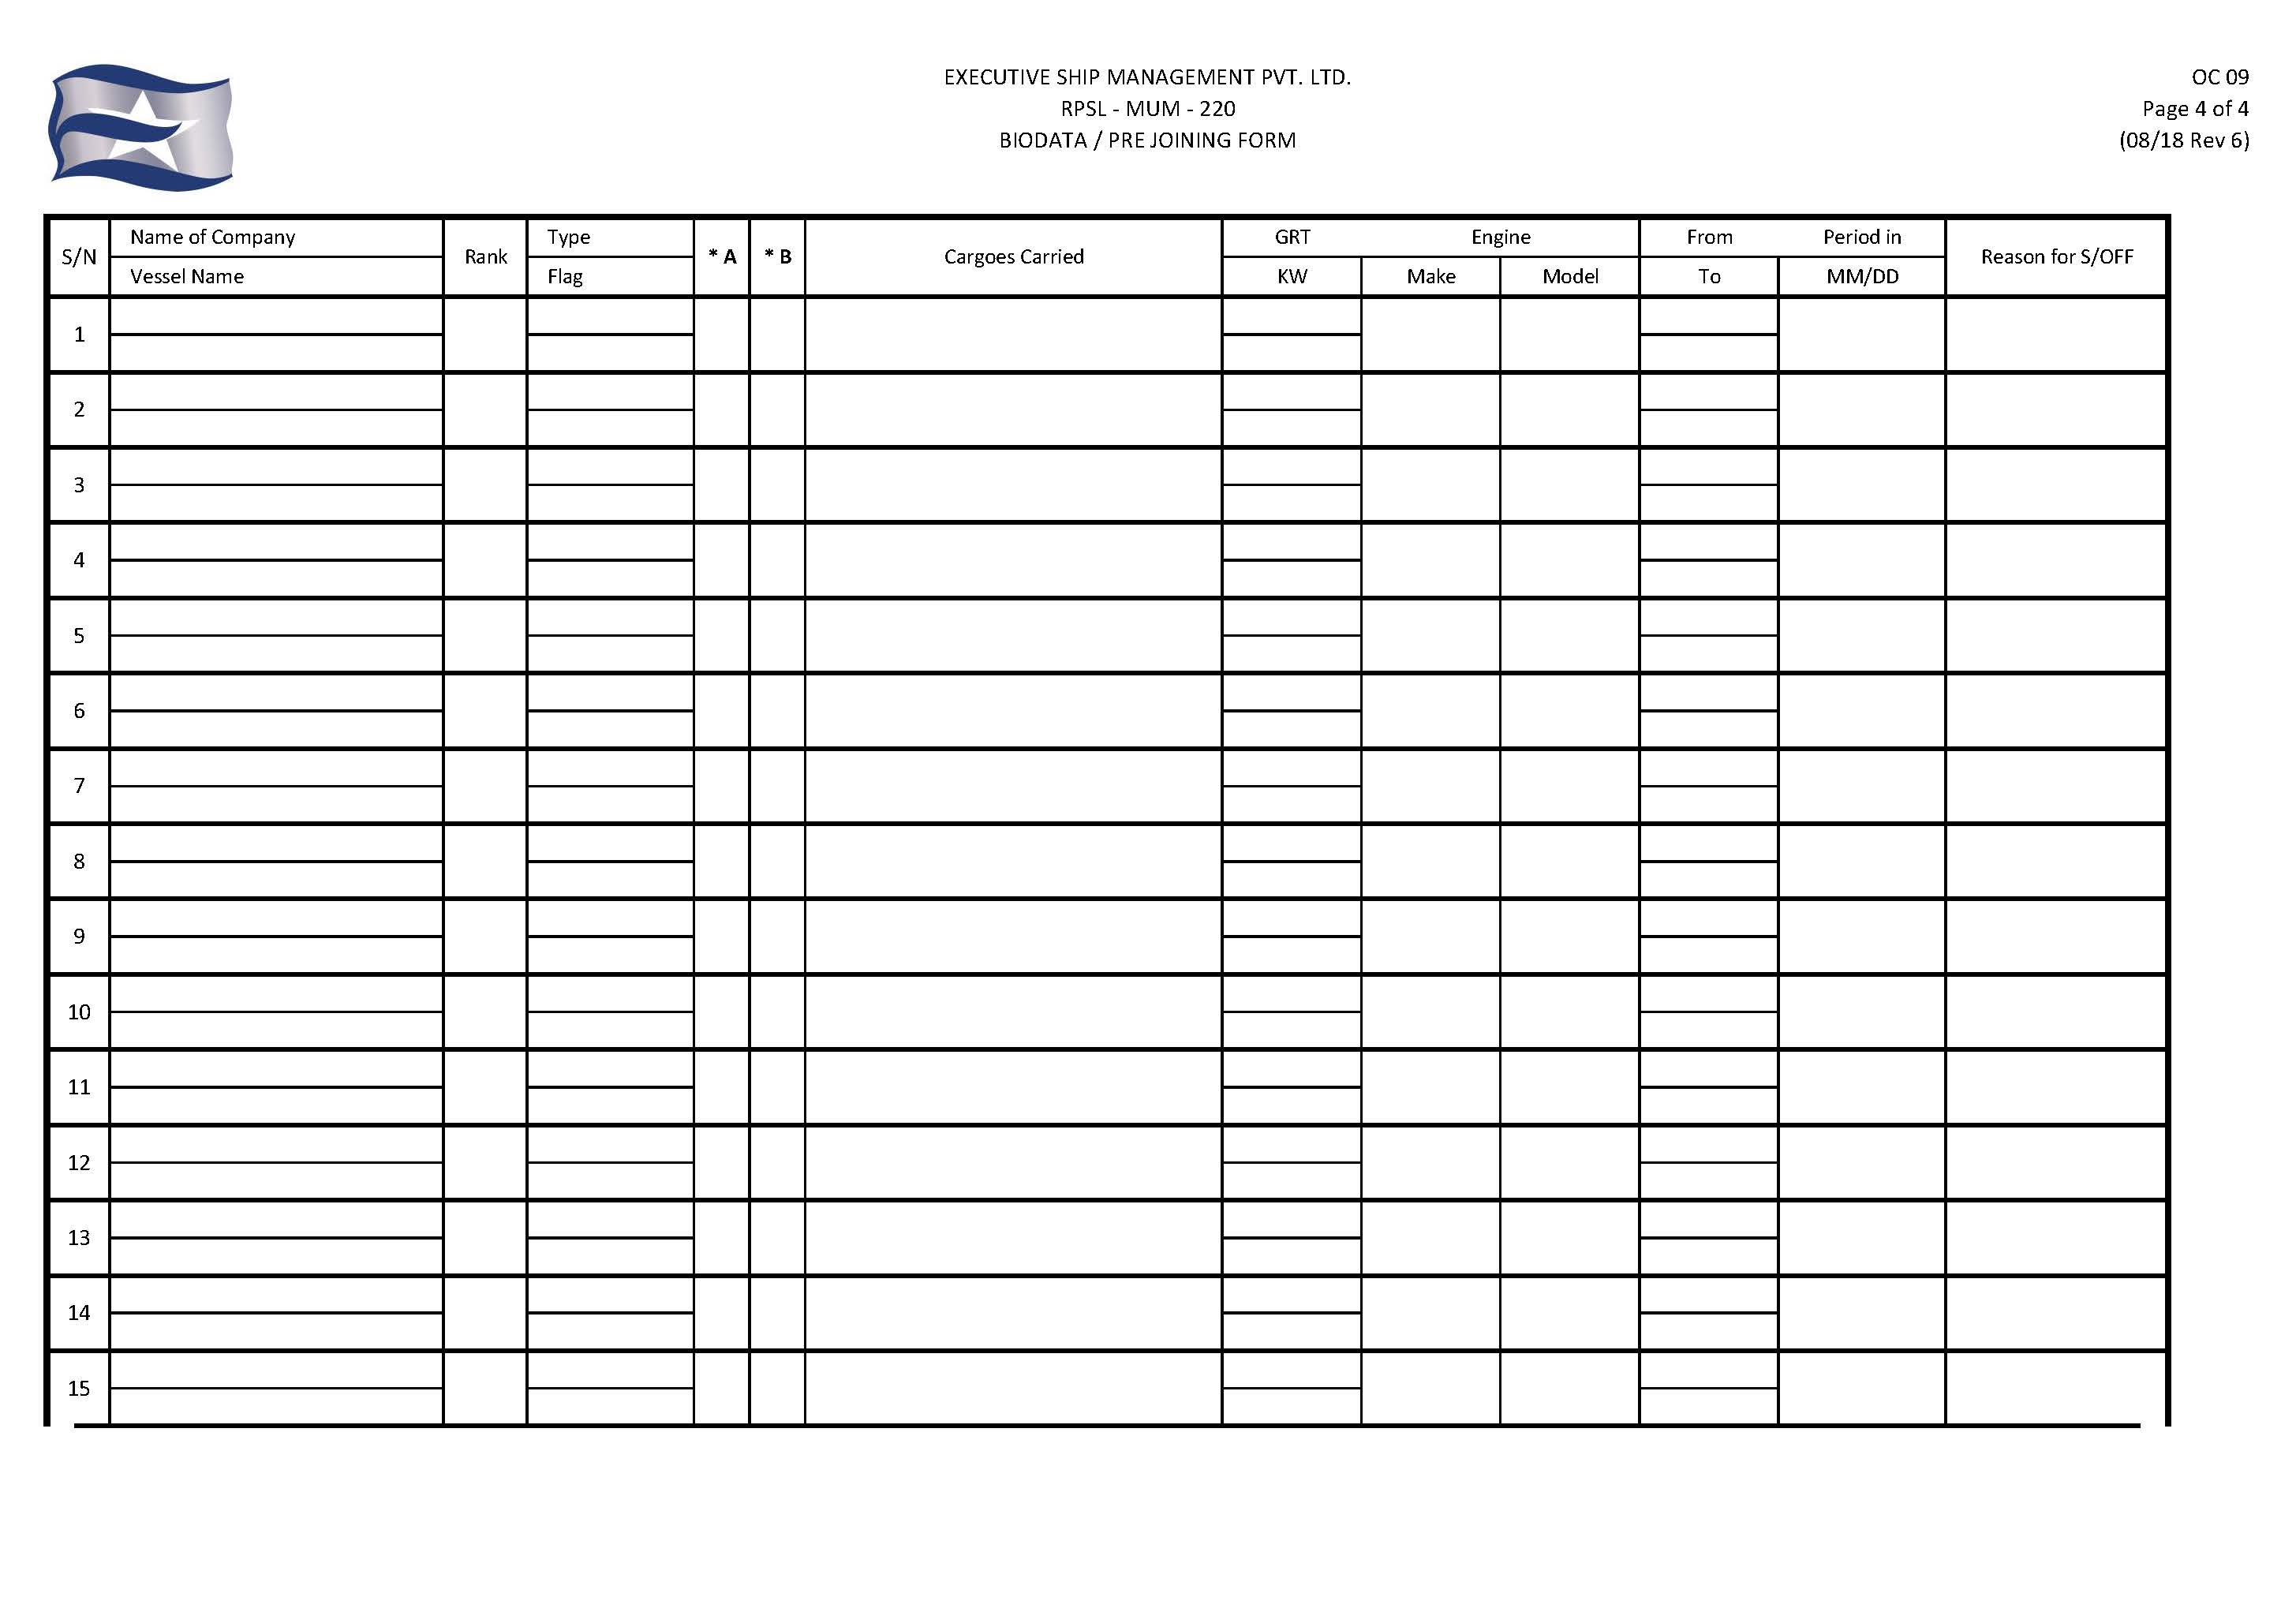 EXECUTIVE SHIP MANAGEMENT PVT. LTD.
RPSL - MUM - 220
BIODATA / PRE JOINING FORM
OC 09
Page 4 of 4
(08/18 Rev 6)
S/N
Name of Company
Vessel Name
Rank
Type
Flag
* A
* B
Cargoes Carried
GRT
Engine
KW
Make
Model
From
Period in
To
MM/DD
Reason for S/OFF
1
2
3
4
5
6
7
8
9
10
11
12
13
14
15